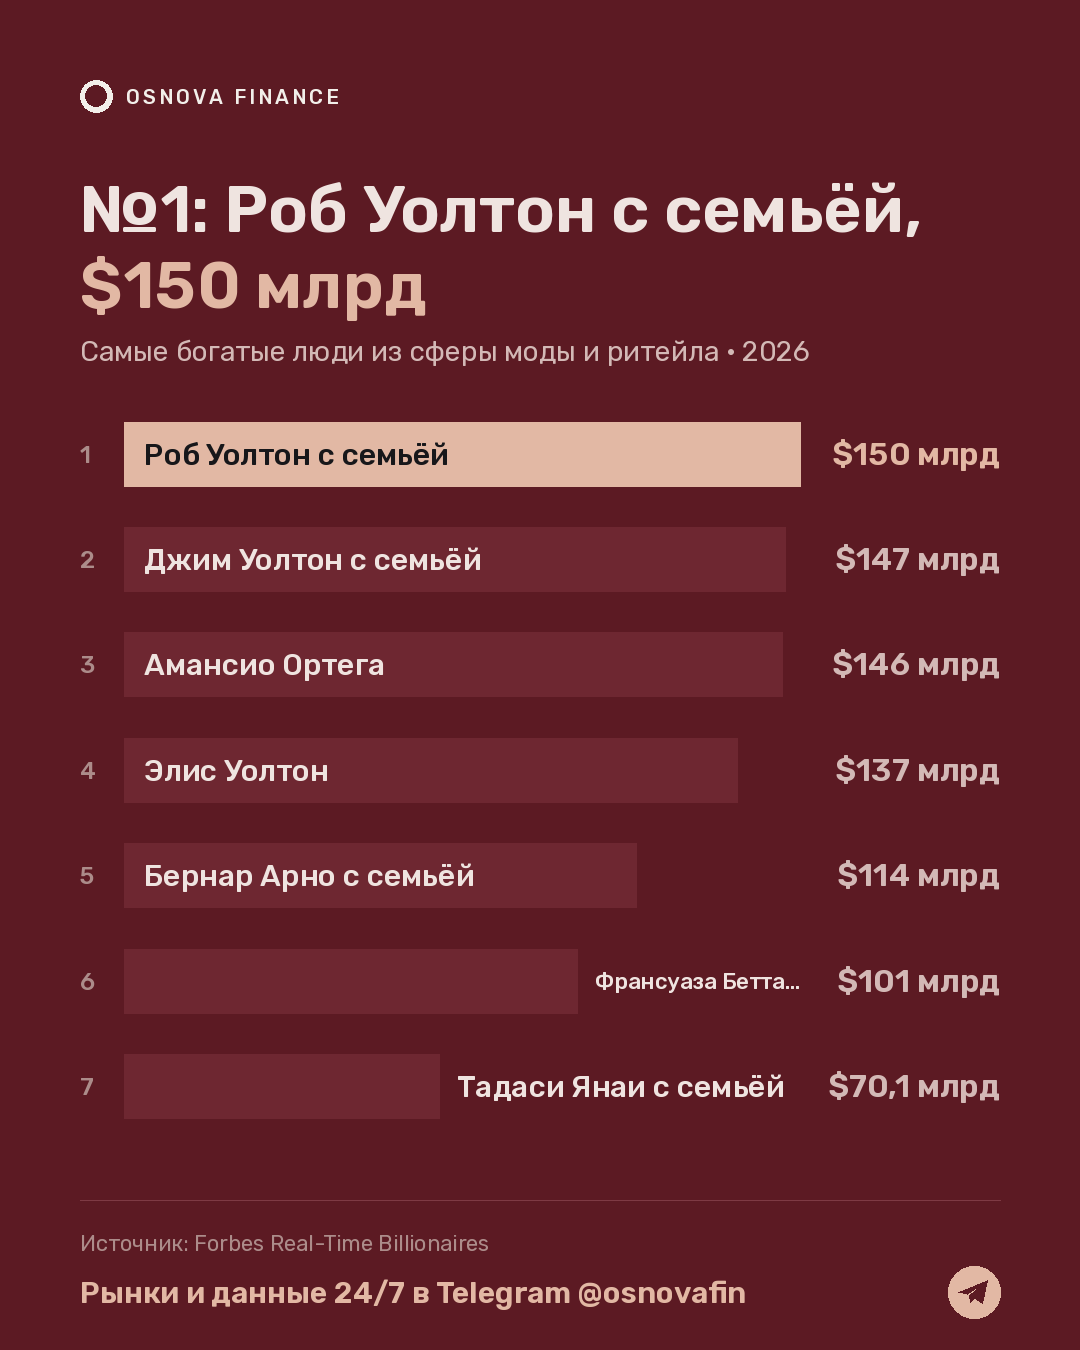 OSNOVA FINANCE
№1: Роб Уолтон с семьёй,
$150 млрд
Самые богатые люди из сферы моды и ритейла • 2026
1 Роб Уолтон с семьёй $150 млрд
2 Джим Уолтон с семьёй $147 млрд
3 Амансио Ортега $146 млрд
4 Элис Уолтон $137 млрд
5 Бернар Арно с семьёй $114 млрд
6 Франсуаза Бетта... $101 млрд
7 Тадаси Янаи с семьёй $70,1 млрд
Источник: Forbes Real-Time Billionaires
Рынки и данные 24/7 в Telegram @osnovafin